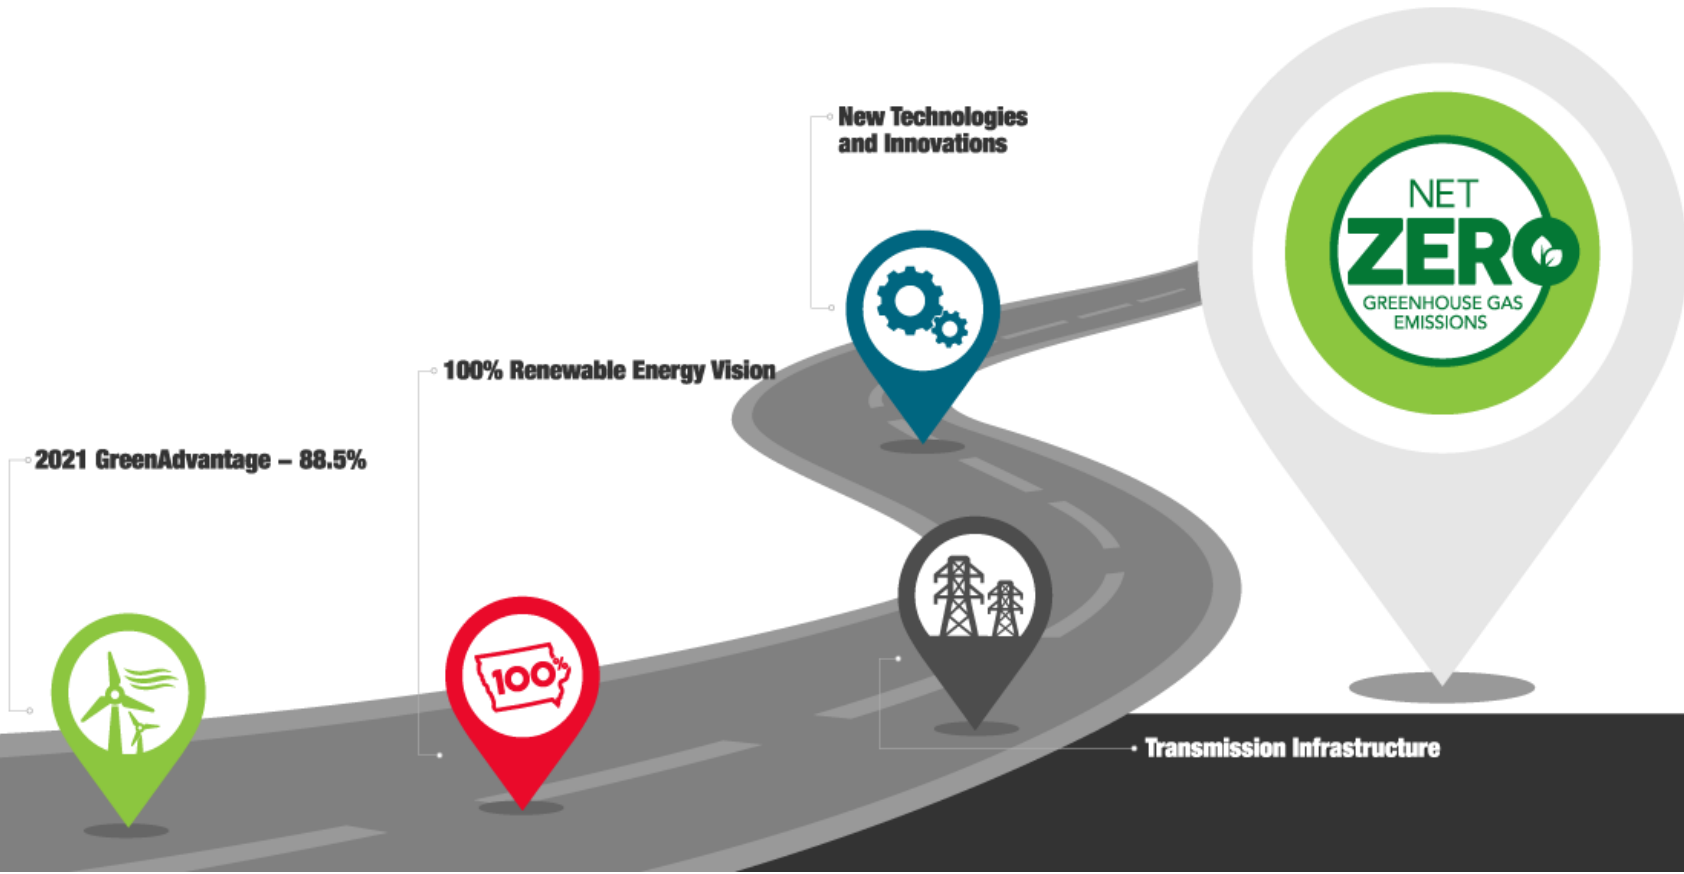 New Technologies
and Innovations
NET
ZERO
GREENHOUSE GAS
EMISSIONS
100% Renewable Energy Vision
2021 GreenAdvantage – 88.5%
100%
Transmission Infrastructure